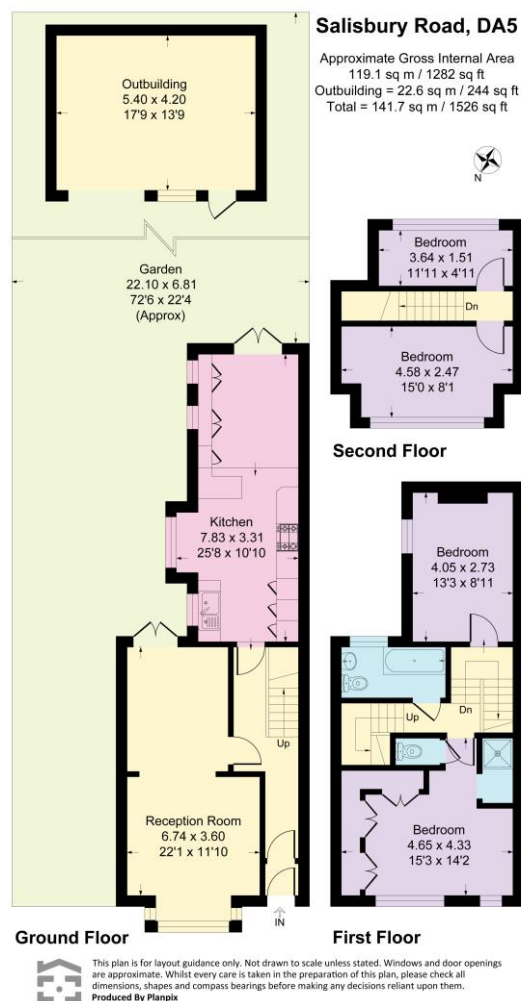 Salisbury Road, DA5
Approximate Gross Internal Area
119.1 sq m / 1282 sq ft
Outbuilding = 22.6 sq m / 244 sq ft
Total = 141.7 sq m / 1526 sq ft
N
Outbuilding
5.40 x 4.20
17'9 x 13'9
Garden
22.10 x 6.81
72'6 x 22'4
(Approx)
Kitchen
7.83 x 3.31
25'8 x 10'10
Up
Reception Room
6.74 x 3.60
22'1 x 11'10
IN
Ground Floor
Bedroom
3.64 x 1.51
11'11 x 4'11
Dn
Bedroom
4.58 x 2.47
15'0 x 8'1
Second Floor
Bedroom
4.05 x 2.73
13'3 x 8'11
Up
Dn
Bedroom
4.65 x 4.33
15'3 x 14'2
First Floor
This plan is for layout guidance only. Not drawn to scale unless stated. Windows and door openings
are approximate. Whilst every care is taken in the preparation of this plan, please check all
dimensions, shapes and compass bearings before making any decisions reliant upon them.
Produced By Planpix